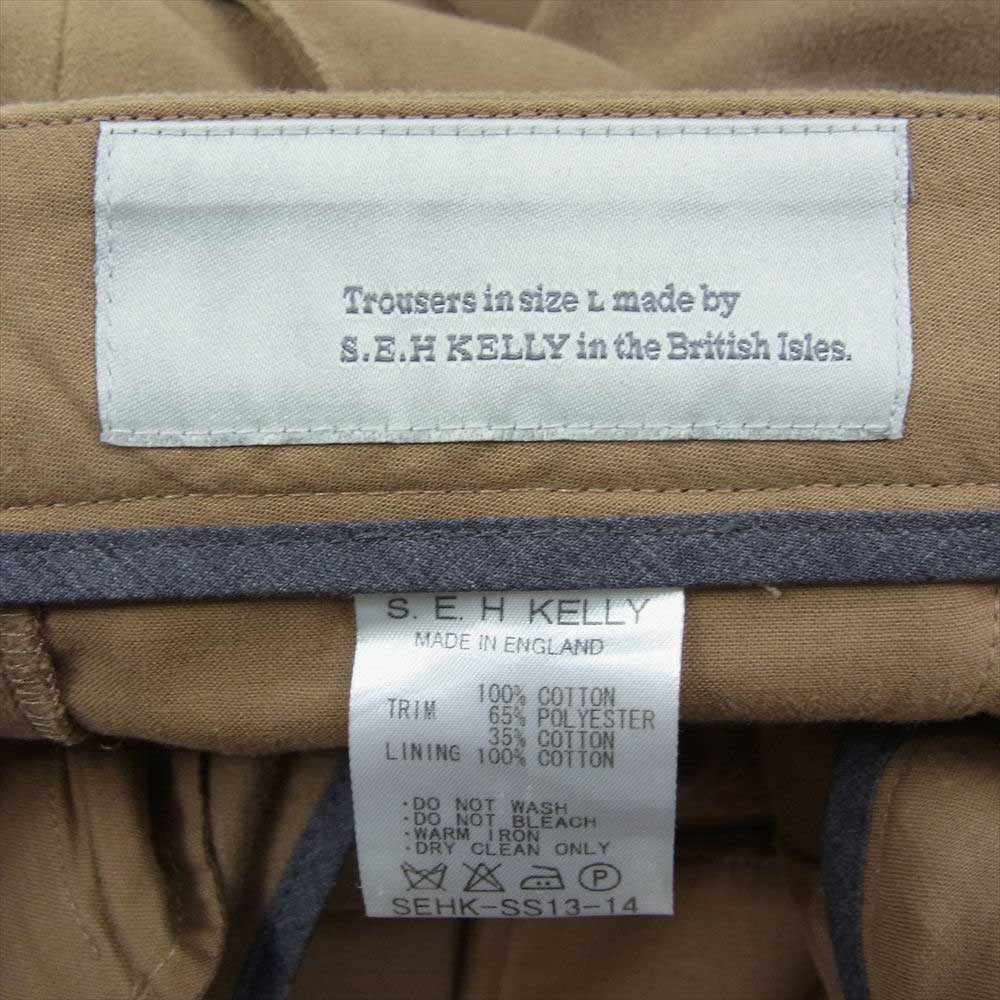 Trousers in size L made by
S.E.H KELLY in the British Isles.
S. E. H KELLY
MADE IN ENGLAND
100% COTTON
TRIM 65% POLYESTER
35% COTTON
LINING 100% COTTON
·DO NOT WASH
·DO NOT BLEACH
·WARM IRON
·DRY CLEAN ONLY
P
SEHK-SS13-14